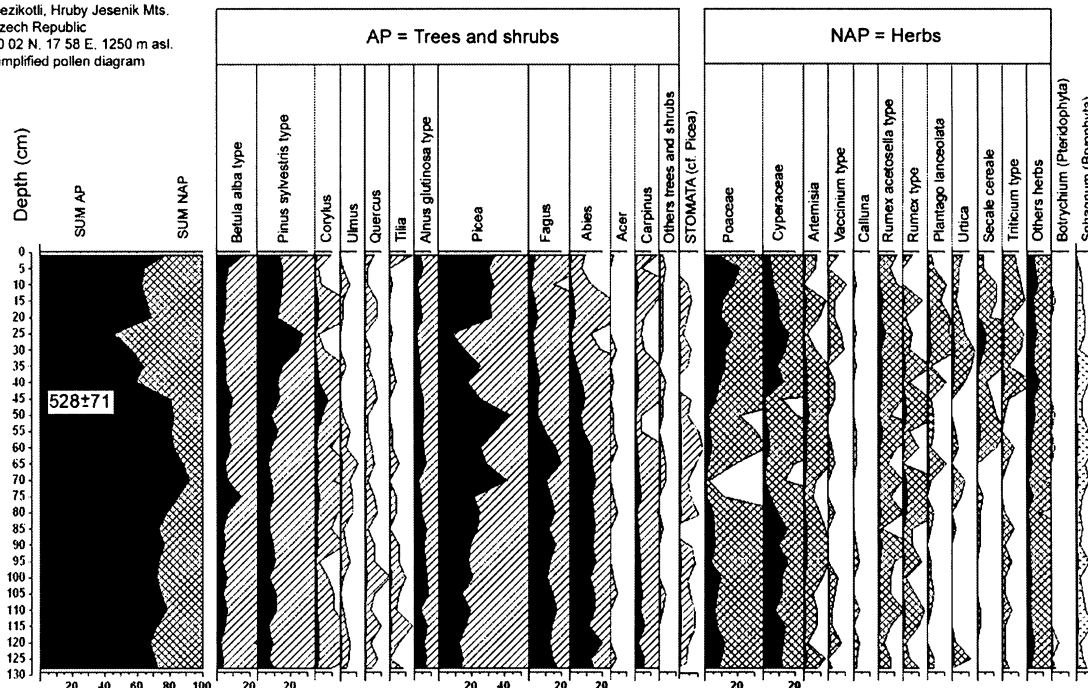 ezikotli, Hruby Jesenik Mts.
zech Republic
0 02 N, 17 58 E, 1250 m asl.
mplified pollen diagram
AP = Trees and shrubs
NAP = Herbs
Depth (cm)
SUM AP
SUM NAP
Betula alba type
Pinus sylvestris type
Corylus
Ulmus
Quercus
Tilia
Alnus glutinosa type
Picea
Fagus
Abies
Acer
Carpinus
Others trees and shrubs
STOMATA (cf. Picea)
Poaceae
Cyperaceae
Artemisia
Vaccinium type
Calluna
Rumex acetosella type
Rumex type
Plantago lanceolata
Urtica
Secale cereale
Triticum type
Others herbs
Botrychium (Pteridophyta)
Sphagnum (Bryophyta)
0
5
10
15
20
25
30
35
40
45
50
55
60
65
70
75
80
85
90
95
100
105
110
115
120
125
130
528±71
20 40 60 80 100 20 20 20 40 20 20 20 20